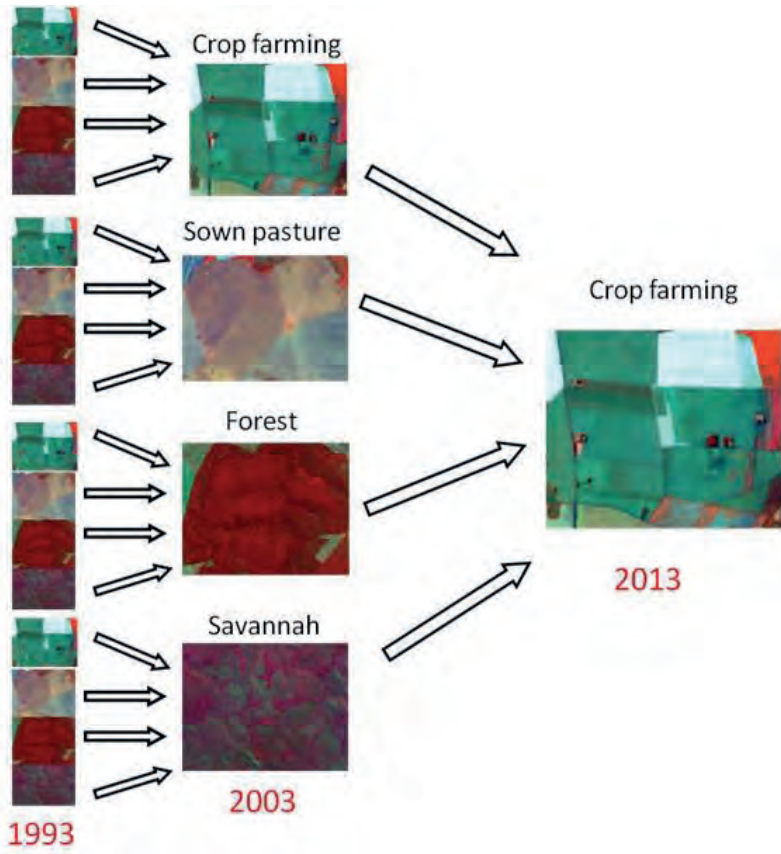 Crop farming
Sown pasture
Crop farming
Forest
2013
Savannah
2003
1993